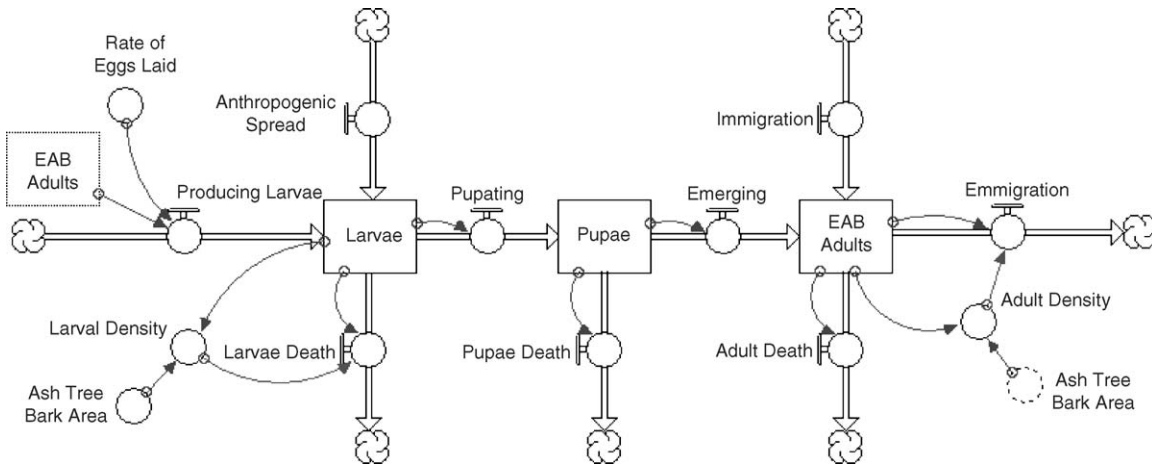 Rate of
Eggs Laid
Anthropogenic
Spread
Immigration
EAB
Adults
Producing Larvae
Pupating
Emerging
Emmigration
Larvae
Pupae
EAB
Adults
Larval Density
Larvae Death
Pupae Death
Adult Death
Adult Density
Ash Tree
Bark Area
Ash Tree
Bark Area